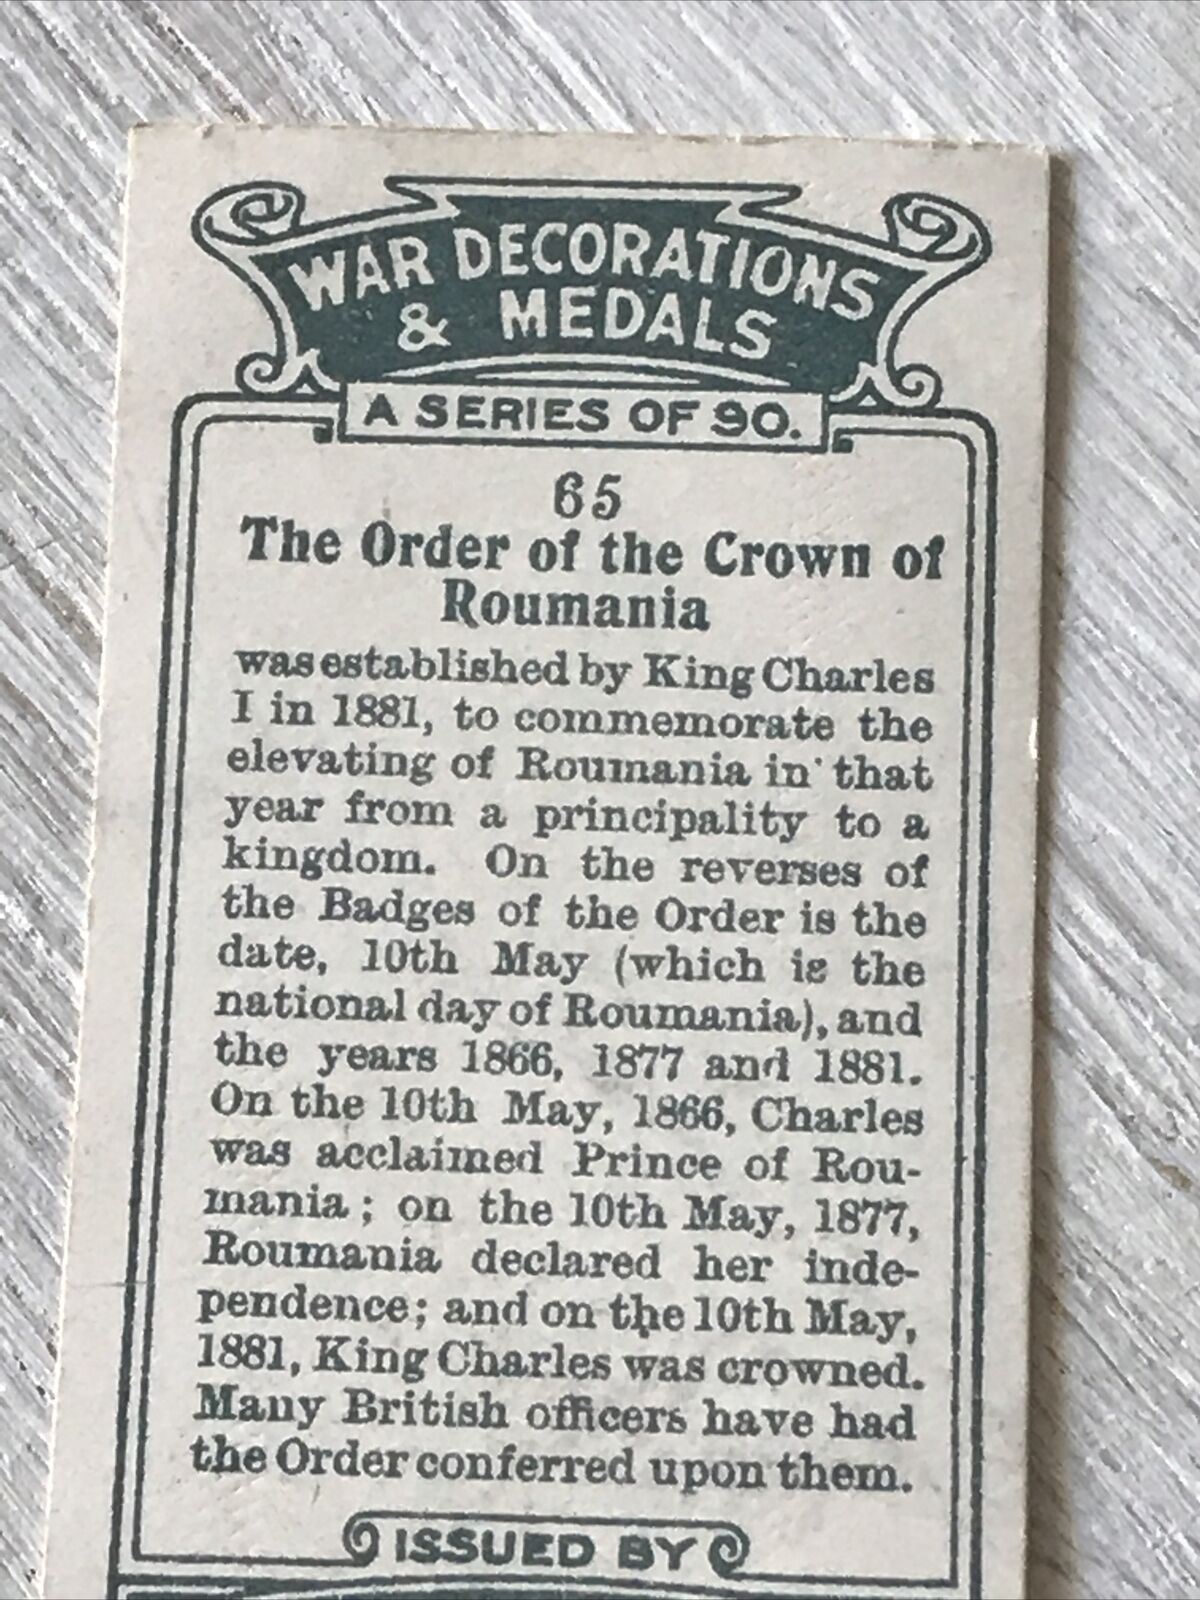 WAR DECORATIONS
& MEDALS
A SERIES OF 90.
65
The Order of the Crown of
Roumania
was established by King Charles
I in 1881, to commemorate the
elevating of Roumania in that
year from a principality to a
kingdom. On the reverses of
the Badges of the Order is the
date, 10th May (which is the
national day of Roumania), and
the years 1866, 1877 and 1881.
On the 10th May, 1866, Charles
was acclaimed Prince of Rou-
mania; on the 10th May, 1877,
Roumania declared her inde-
pendence; and on the 10th May,
1881, King Charles was crowned.
Many British officers have had
the Order conferred upon them.
ISSUED BY